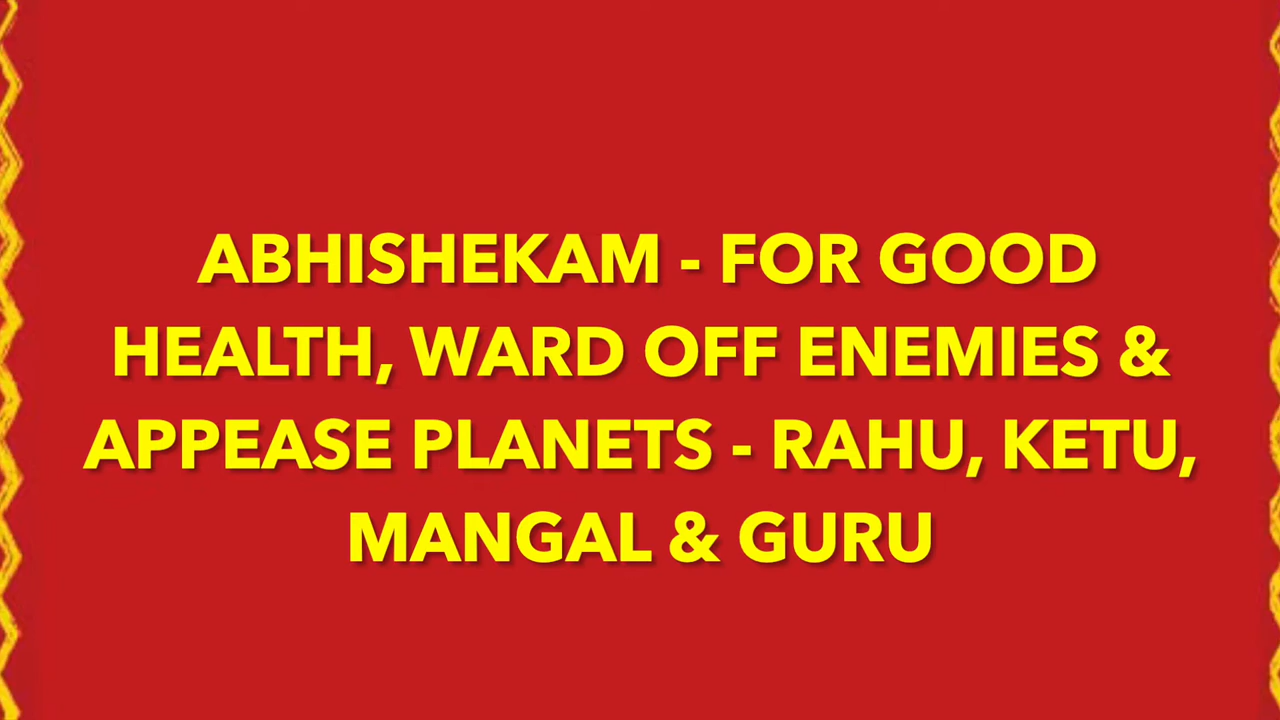 ABHISHEKAM - FOR GOOD
HEALTH, WARD OFF ENEMIES &
APPEASE PLANETS - RAHU, KETU,
MANGAL & GURU